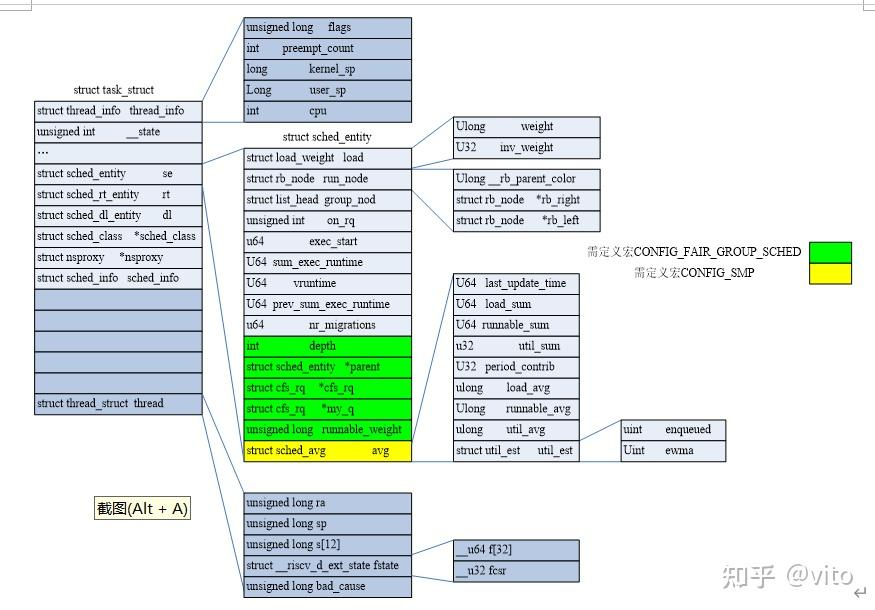 unsigned long flags
int preempt_count
long kernel_sp
Long user_sp
int cpu
struct task_struct
struct thread_info thread_info
unsigned int __state
...
struct sched_entity se
struct sched_rt_entity rt
struct sched_dl_entity dl
struct sched_class *sched_class
struct nsproxy *nsproxy
struct sched_info sched_info
struct thread_struct thread
struct sched_entity
struct load_weight load
struct rb_node run_node
struct list_head group_nod
unsigned int on_rq
u64 exec_start
U64 sum_exec_runtime
U64 vruntime
U64 prev_sum_exec_runtime
u64 nr_migrations
int depth
struct sched_entity *parent
struct cfs_rq *cfs_rq
struct cfs_rq *my_q
unsigned long runnable_weight
struct sched_avg avg
Ulong weight
U32 inv_weight
Ulong __rb_parent_color
struct rb_node *rb_right
struct rb_node *rb_left
需定义宏CONFIG_FAIR_GROUP_SCHED
需定义宏CONFIG_SMP
U64 last_update_time
U64 load_sum
U64 runnable_sum
u32 util_sum
U32 period_contrib
ulong load_avg
Ulong runnable_avg
ulong util_avg
struct util_est util_est
uint enqueued
Uint ewma
截图(Alt + A)
unsigned long ra
unsigned long sp
unsigned long s[12]
struct __riscv_d_ext_state fstate
unsigned long bad_cause
__u64 f[32]
__u32 fcsr
知乎 @vito